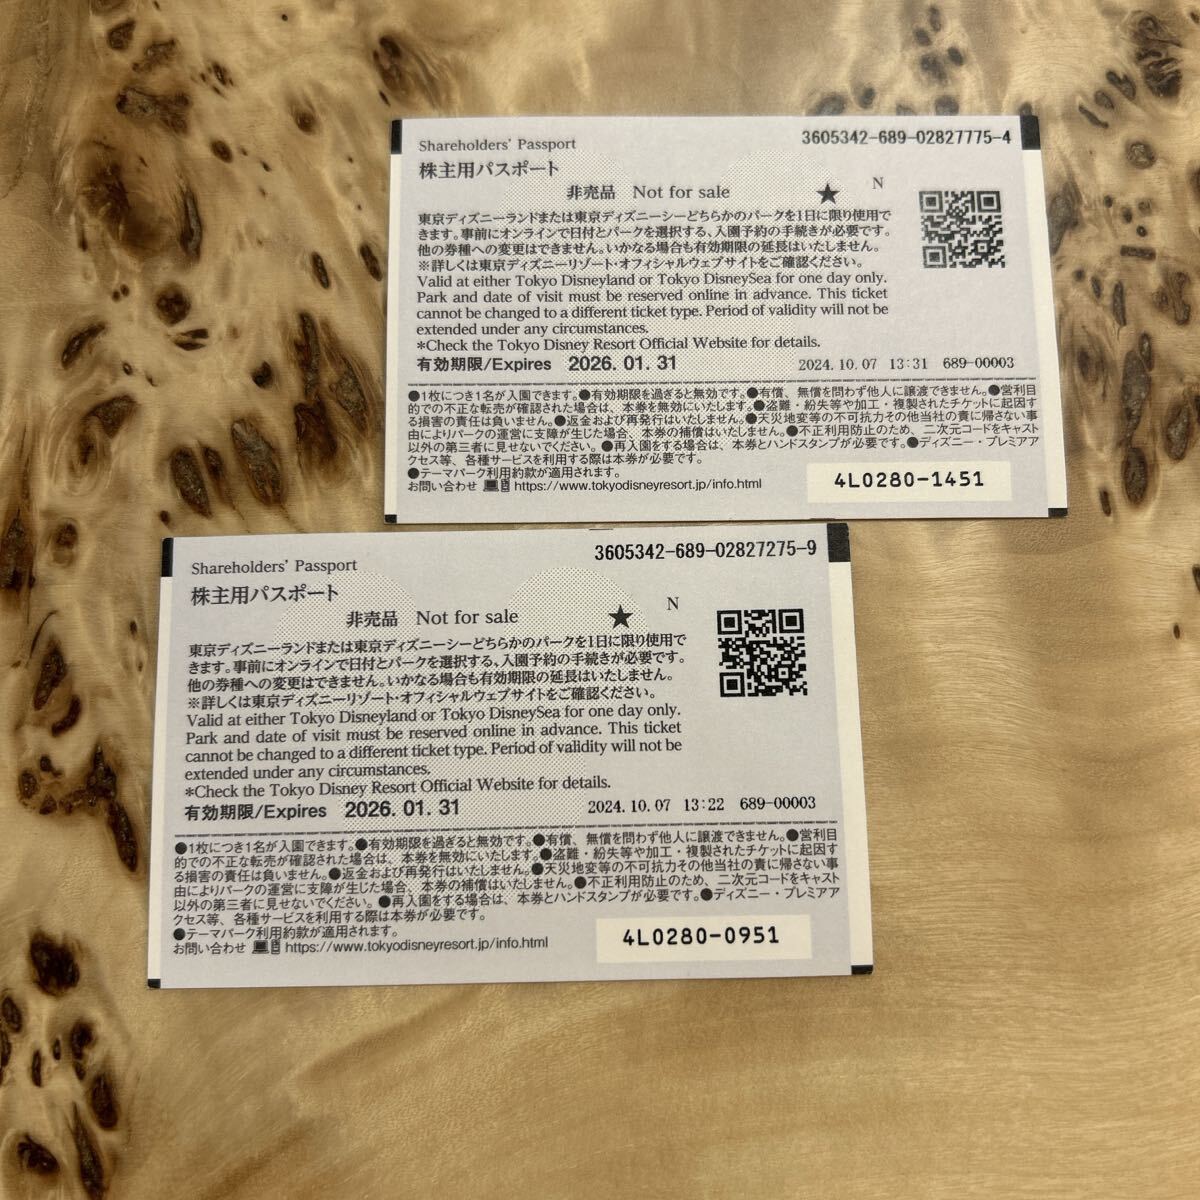 Shareholders' Passport
3605342-689-02827775-4
株主用パスポート
非売品 Not for sale ★ N
東京ディズニーランドまたは東京ディズニーシーどちらかのパークを1日に限り使用で
きます。事前にオンラインで日付とパークを選択する、入園予約の手続きが必要です。
他の券種への変更はできません。いかなる場合も有効期限の延長はいたしません。
※詳しくは東京ディズニーリゾート・オフィシャルウェブサイトをご確認ください。
Valid at either Tokyo Disneyland or Tokyo DisneySea for one day only.
Park and date of visit must be reserved online in advance. This ticket
cannot be changed to a different ticket type. Period of validity will not be
extended under any circumstances.
*Check the Tokyo Disney Resort Official Website for details.
有効期限/Expires 2026. 01. 31
2024. 10. 07 13:31 689-00003
●1枚につき1名が入園できます。●有効期限を過ぎると無効です。●有償、無償を問わず他人に譲渡できません。●営利目
的での不正な転売が確認された場合は、本券を無効にいたします。●盗難・紛失等や加工・複製されたチケットに起因す
る損害の責任は負いません。●返金および再発行はいたしません。●天災地変等の不可抗力その他当社の責に帰さない事
由によりパークの運営に支障が生じた場合、本券の補償はいたしません。●不正利用防止のため、二次元コードをキャスト
以外の第三者に見せないでください。●再入園をする場合は、本券とハンドスタンプが必要です。●ディズニー・プレミアア
クセス等、各種サービスを利用する際は本券が必要です。
●テーマパーク利用約款が適用されます。
お問い合わせ https://www.tokyodisneyresort.jp/info.html
4L0280-1451
Shareholders' Passport
3605342-689-02827275-9
株主用パスポート
非売品 Not for sale ★ N
東京ディズニーランドまたは東京ディズニーシーどちらかのパークを1日に限り使用で
きます。事前にオンラインで日付とパークを選択する、入園予約の手続きが必要です。
他の券種への変更はできません。いかなる場合も有効期限の延長はいたしません。
※詳しくは東京ディズニーリゾート・オフィシャルウェブサイトをご確認ください。
Valid at either Tokyo Disneyland or Tokyo DisneySea for one day only.
Park and date of visit must be reserved online in advance. This ticket
cannot be changed to a different ticket type. Period of validity will not be
extended under any circumstances.
*Check the Tokyo Disney Resort Official Website for details.
有効期限/Expires 2026. 01. 31
2024. 10. 07 13:22 689-00003
●1枚につき1名が入園できます。●有効期限を過ぎると無効です。●有償、無償を問わず他人に譲渡できません。●営利目
的での不正な転売が確認された場合は、本券を無効にいたします。●盗難・紛失等や加工・複製されたチケットに起因す
る損害の責任は負いません。●返金および再発行はいたしません。●天災地変等の不可抗力その他当社の責に帰さない事
由によりパークの運営に支障が生じた場合、本券の補償はいたしません。●不正利用防止のため、二次元コードをキャスト
以外の第三者に見せないでください。●再入園をする場合は、本券とハンドスタンプが必要です。●ディズニー・プレミアア
クセス等、各種サービスを利用する際は本券が必要です。
●テーマパーク利用約款が適用されます。
お問い合わせ https://www.tokyodisneyresort.jp/info.html
4L0280-0951